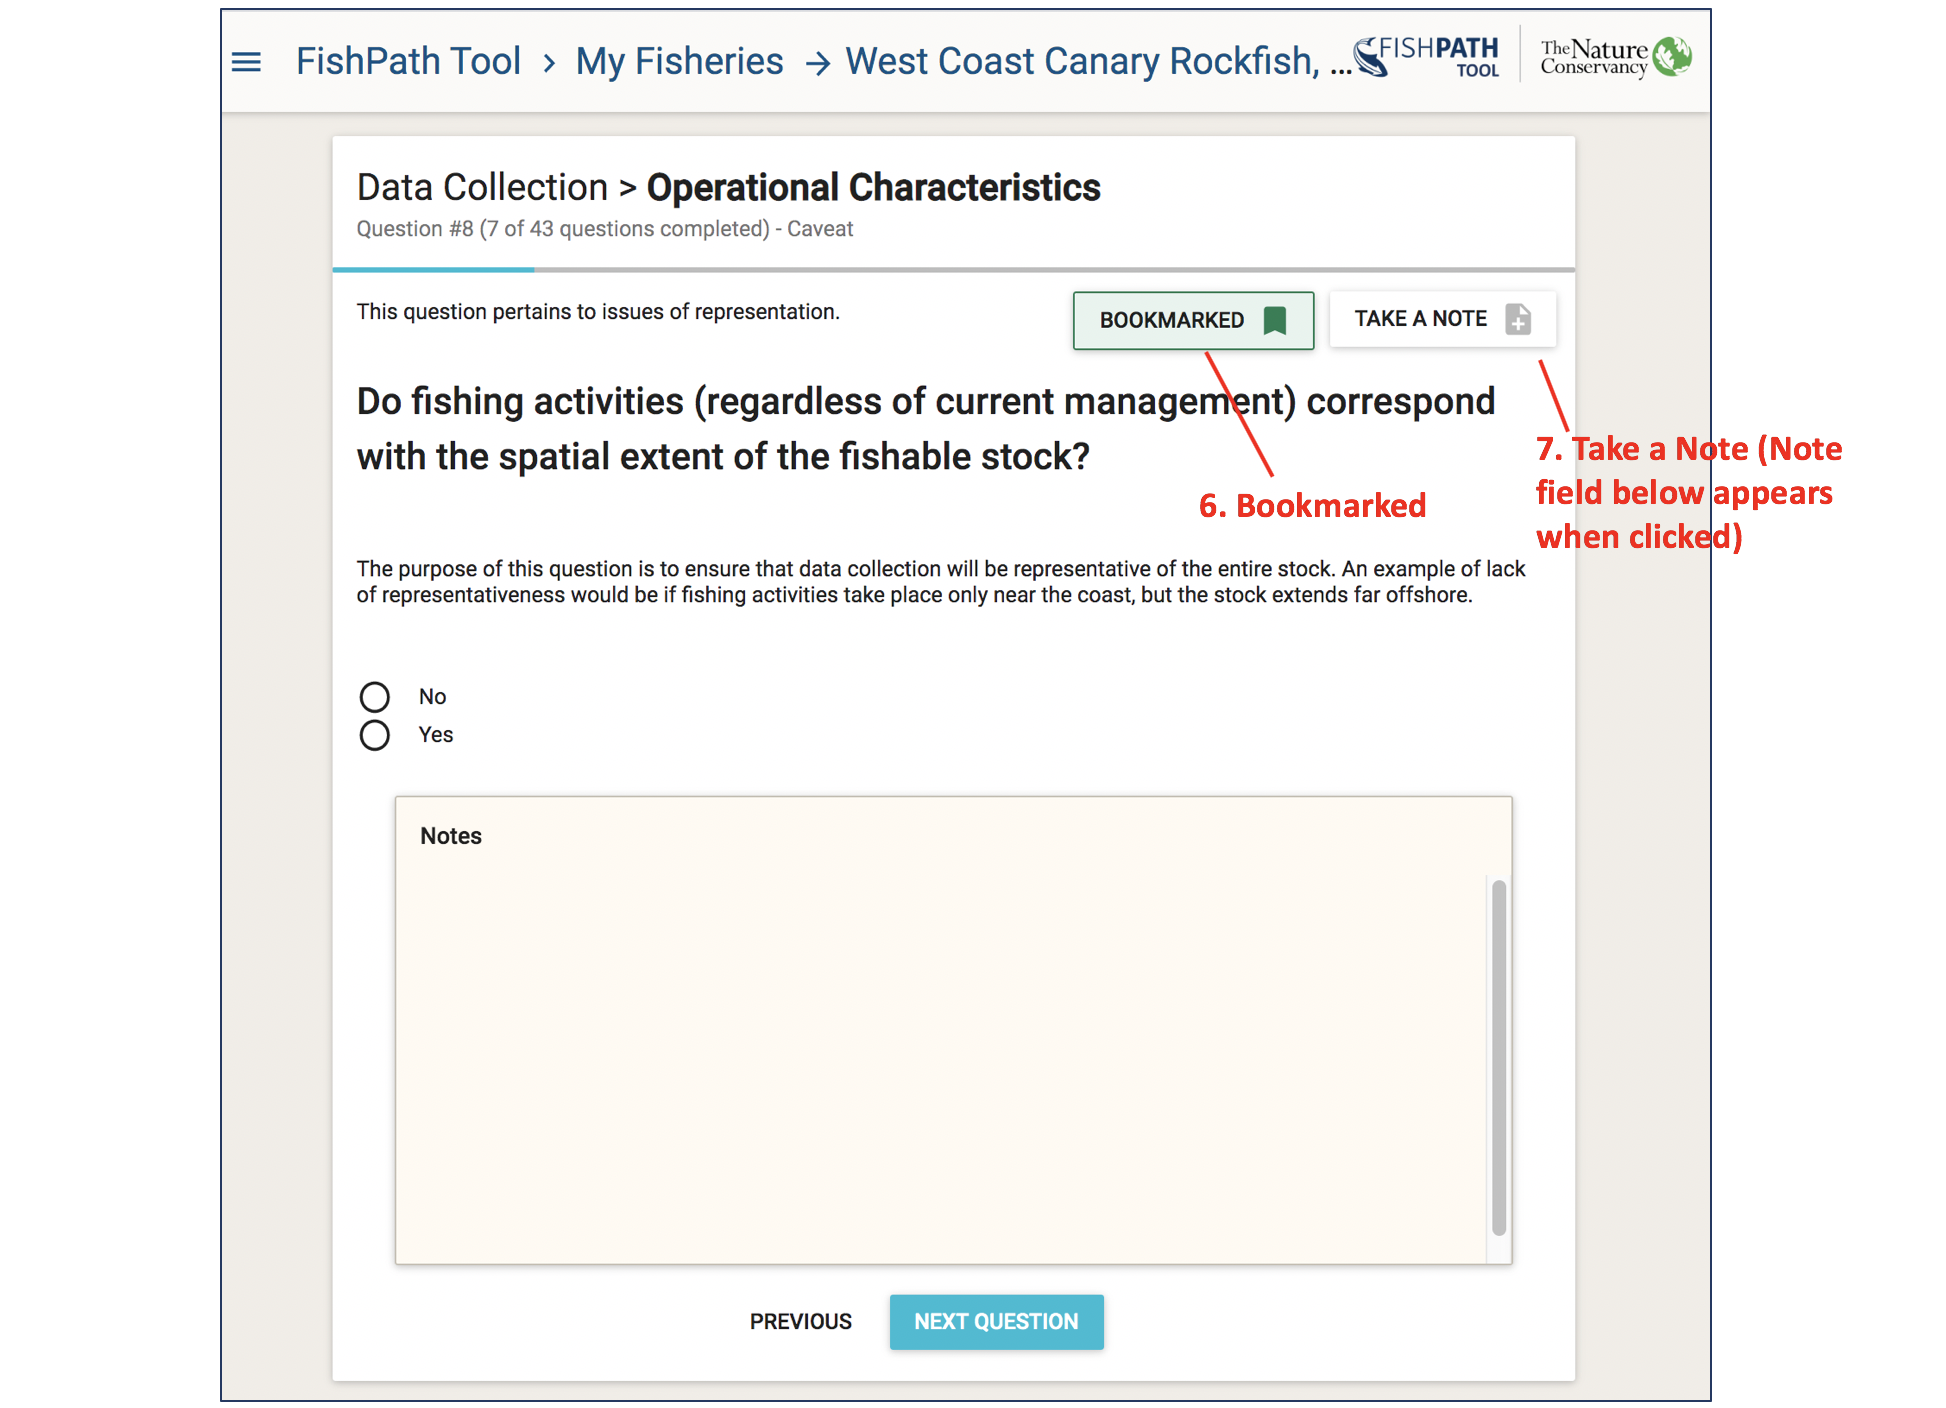 FishPath Tool › My Fisheries → West Coast Canary Rockfish, ...
FISHPATH
TOOL
The Nature
Conservancy
Data Collection > Operational Characteristics
Question #8 (7 of 43 questions completed) - Caveat
This question pertains to issues of representation.
BOOKMARKED
TAKE A NOTE
Do fishing activities (regardless of current management) correspond
with the spatial extent of the fishable stock?
6. Bookmarked
7. Take a Note (Note
field below appears
when clicked)
The purpose of this question is to ensure that data collection will be representative of the entire stock. An example of lack
of representativeness would be if fishing activities take place only near the coast, but the stock extends far offshore.
No
Yes
Notes
PREVIOUS
NEXT QUESTION